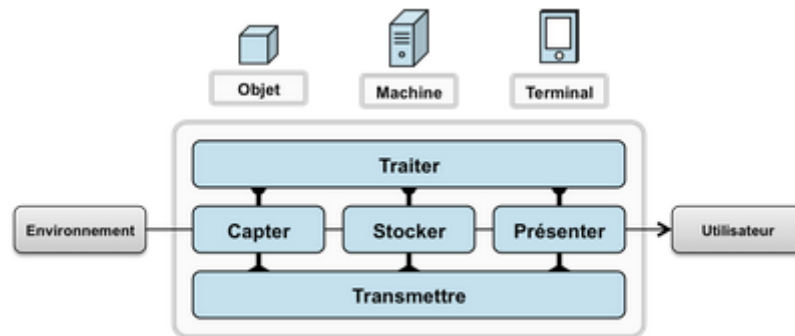 Objet
Machine
Terminal
Traiter
Environnement
Capter
Stocker
Présenter
Utilisateur
Transmettre